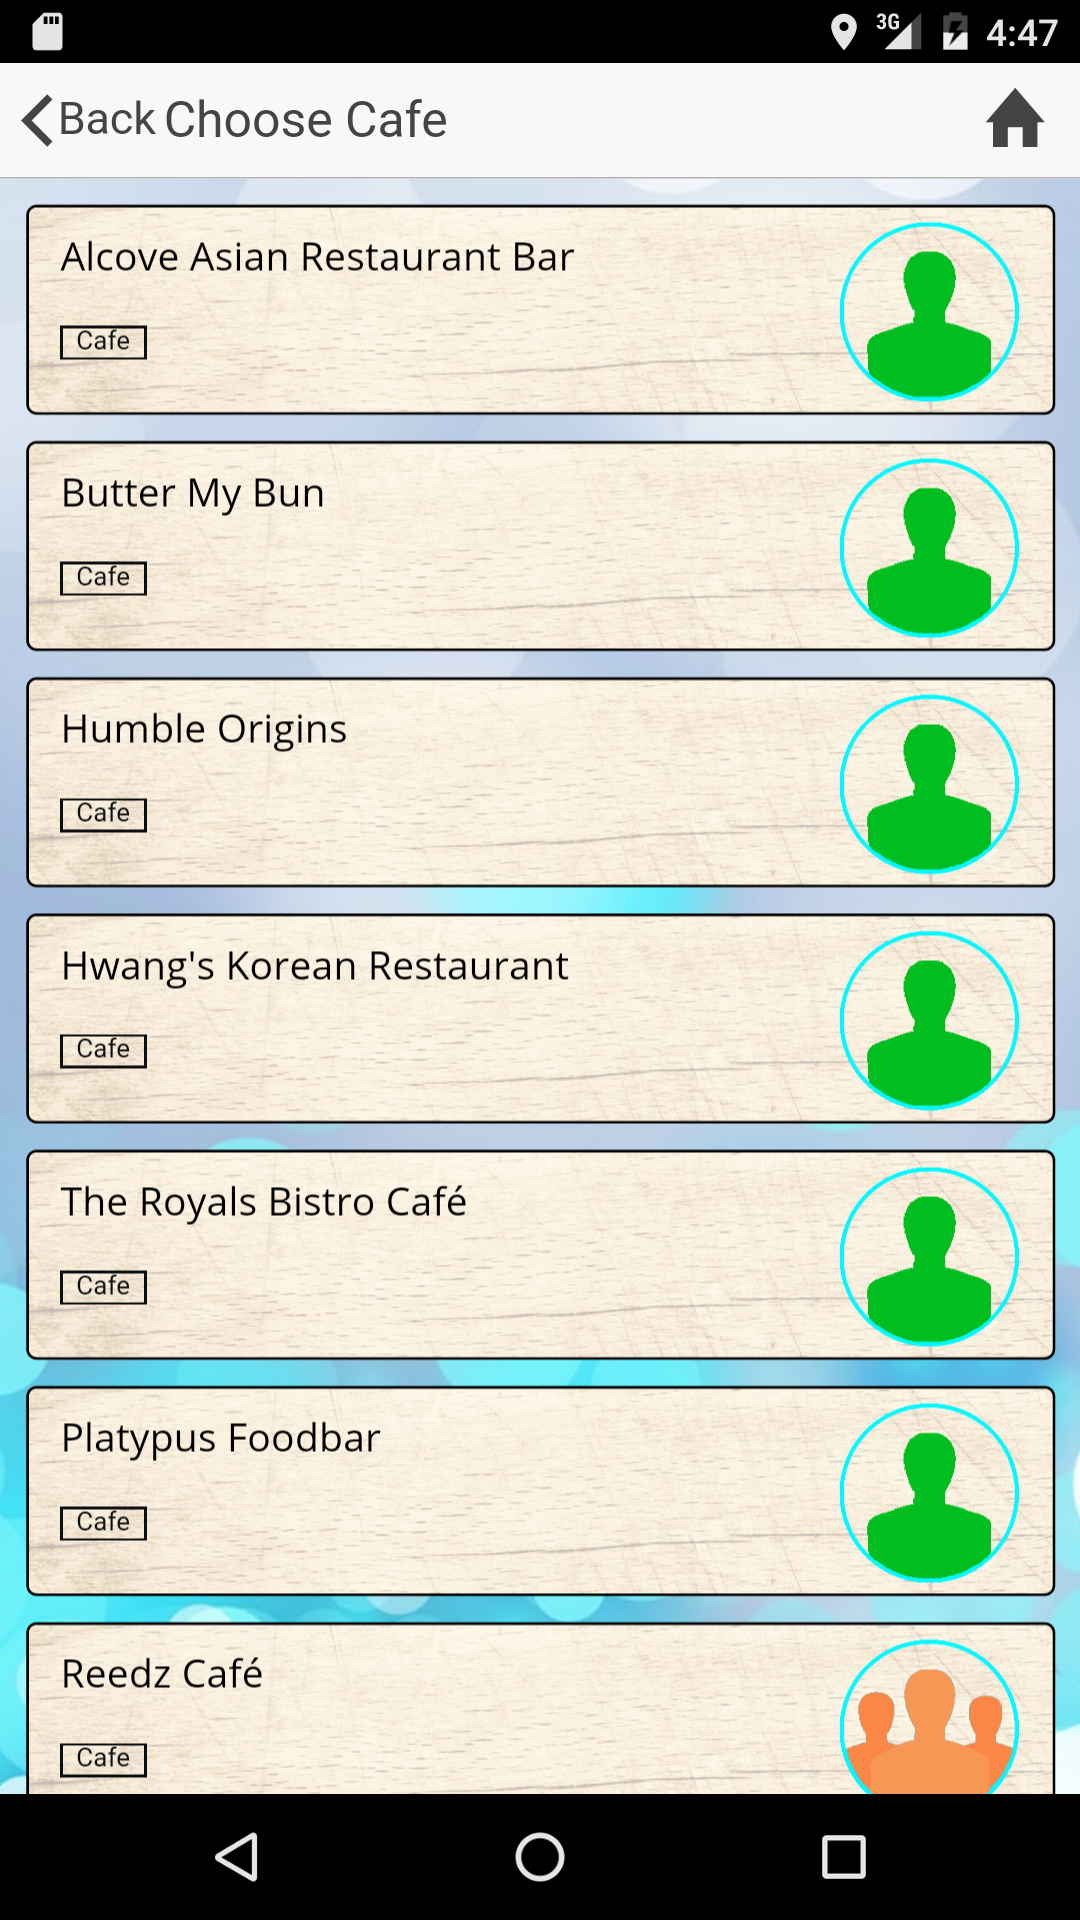 3G 4:47
Back Choose Cafe
Alcove Asian Restaurant Bar
Cafe
Butter My Bun
Cafe
Humble Origins
Cafe
Hwang's Korean Restaurant
Cafe
The Royals Bistro Café
Cafe
Platypus Foodbar
Cafe
Reedz Café
Cafe